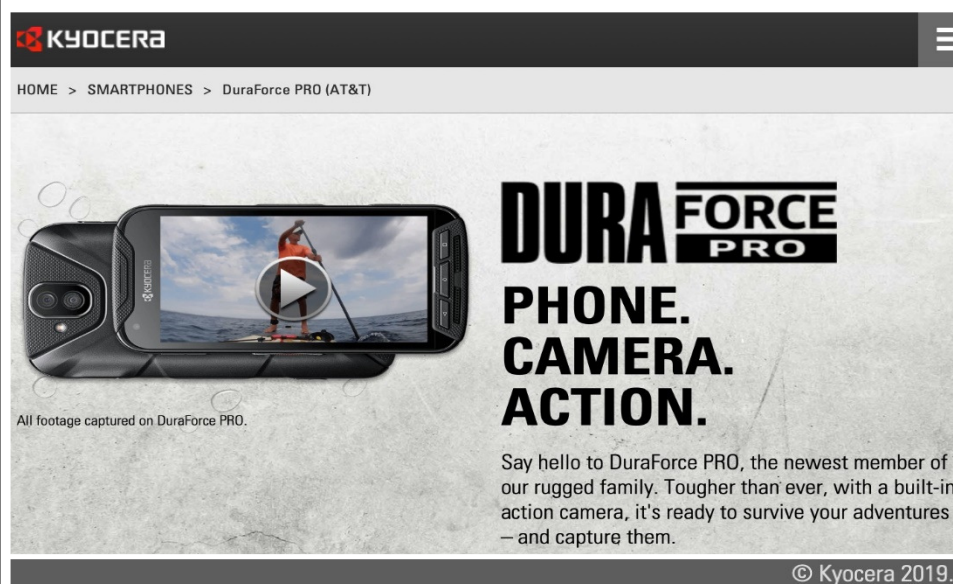 KYOCERA
HOME > SMARTPHONES > DuraForce PRO (AT&T)
KYOCERA
All footage captured on DuraForce PRO.
DURA FORCE
PRO
PHONE.
CAMERA.
ACTION.
Say hello to DuraForce PRO, the newest member of
our rugged family. Tougher than ever, with a built-in
action camera, it's ready to survive your adventures
– and capture them.
© Kyocera 2019.